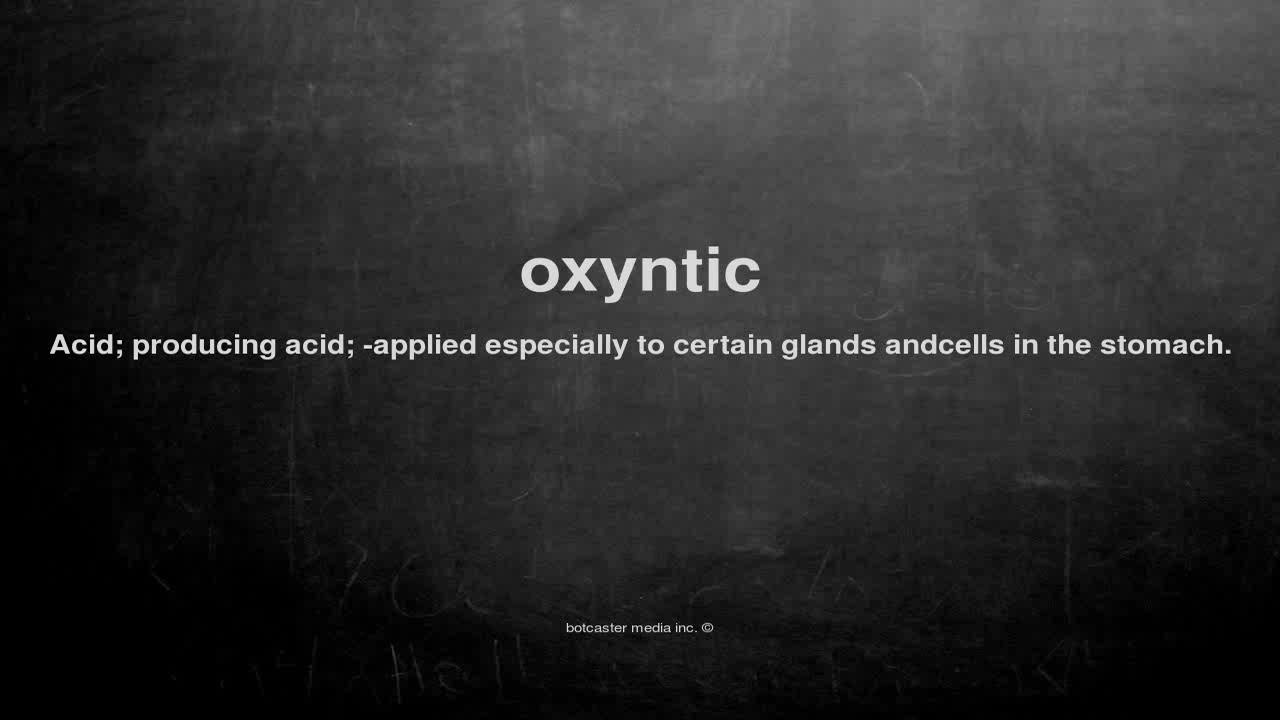 oxyntic
Acid; producing acid; -applied especially to certain glands andcells in the stomach.
botcaster media inc. ©